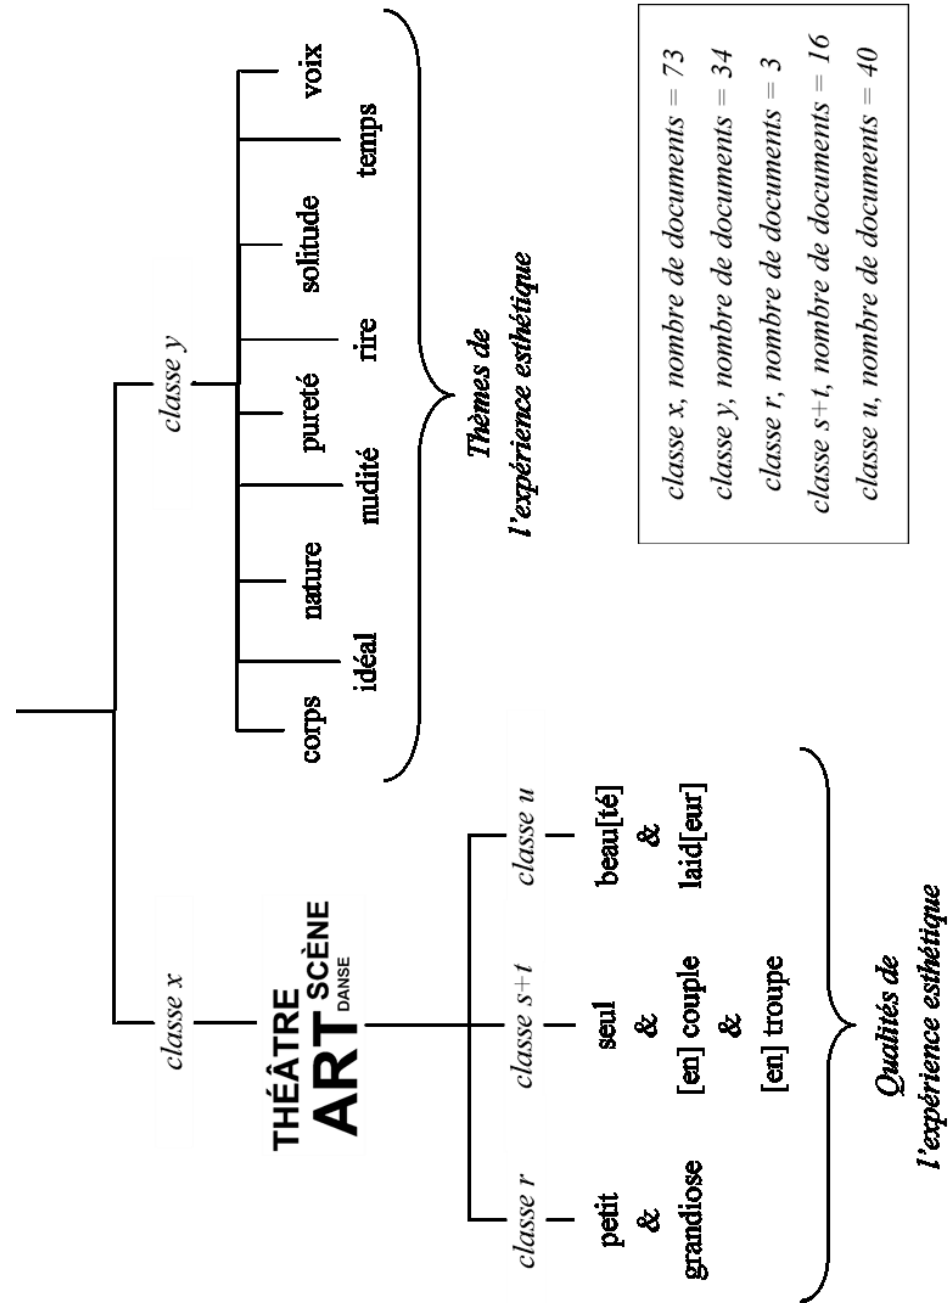 classe x
classe y
THÉÂTRE
ART SCÈNE
DANSE
corps
idéal
nature
nudité
pureté
rire
solitude
temps
voix
Thèmes de
l'expérience esthétique
classe r
classe s+t
classe u
petit
&
grandiose
seul
&
[en] couple
&
[en] troupe
beau[té]
&
laid[eur]
Qualités de
l'expérience esthétique
classe x, nombre de documents = 73
classe y, nombre de documents = 34
classe r, nombre de documents = 3
classe s+t, nombre de documents = 16
classe u, nombre de documents = 40